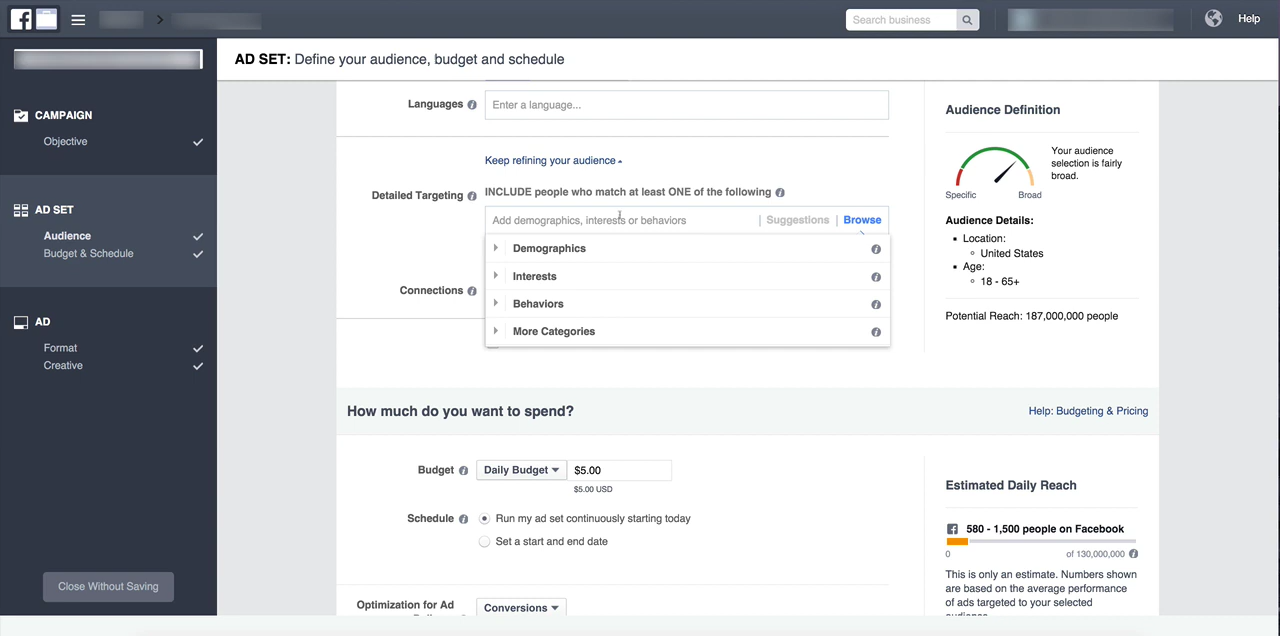 Search business
Help
AD SET: Define your audience, budget and schedule
CAMPAIGN
Objective
AD SET
Audience
Budget & Schedule
AD
Format
Creative
Close Without Saving
Languages
Enter a language...
Keep refining your audience
Detailed Targeting
INCLUDE people who match at least ONE of the following
Add demographics, interests or behaviors | Suggestions | Browse
Demographics
Interests
Behaviors
More Categories
Connections
Audience Definition
Specific
Broad
Your audience
selection is fairly
broad.
Audience Details:
Location:
United States
Age:
18 - 65+
Potential Reach: 187,000,000 people
How much do you want to spend?
Help: Budgeting & Pricing
Budget
Daily Budget
$5.00
$5.00 USD
Schedule
Run my ad set continuously starting today
Set a start and end date
Optimization for Ad
Conversions
Estimated Daily Reach
580 - 1,500 people on Facebook
0
of 130,000,000
This is only an estimate. Numbers shown
are based on the average performance
of ads targeted to your selected